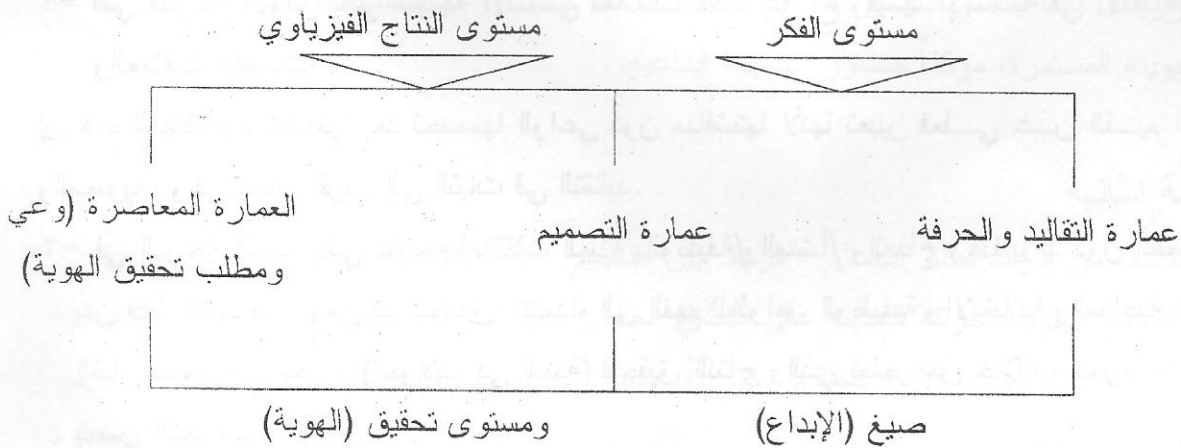 مستوى الفكر
مستوى النتاج الفيزياوي
عمارة التقاليد والحرفة
عمارة التصميم
العمارة المعاصرة (وعي
ومطلب تحقيق الهوية)
صيغ (الإبداع)
ومستوى تحقيق (الهوية)